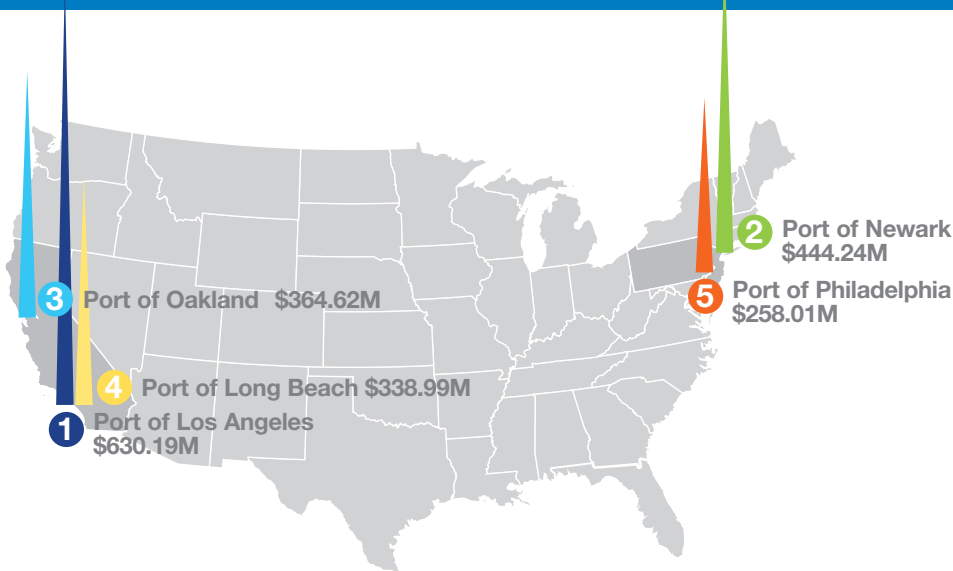 2 Port of Newark
$444.24M
3 Port of Oakland $364.62M
5 Port of Philadelphia
$258.01M
4 Port of Long Beach $338.99M
1 Port of Los Angeles
$630.19M